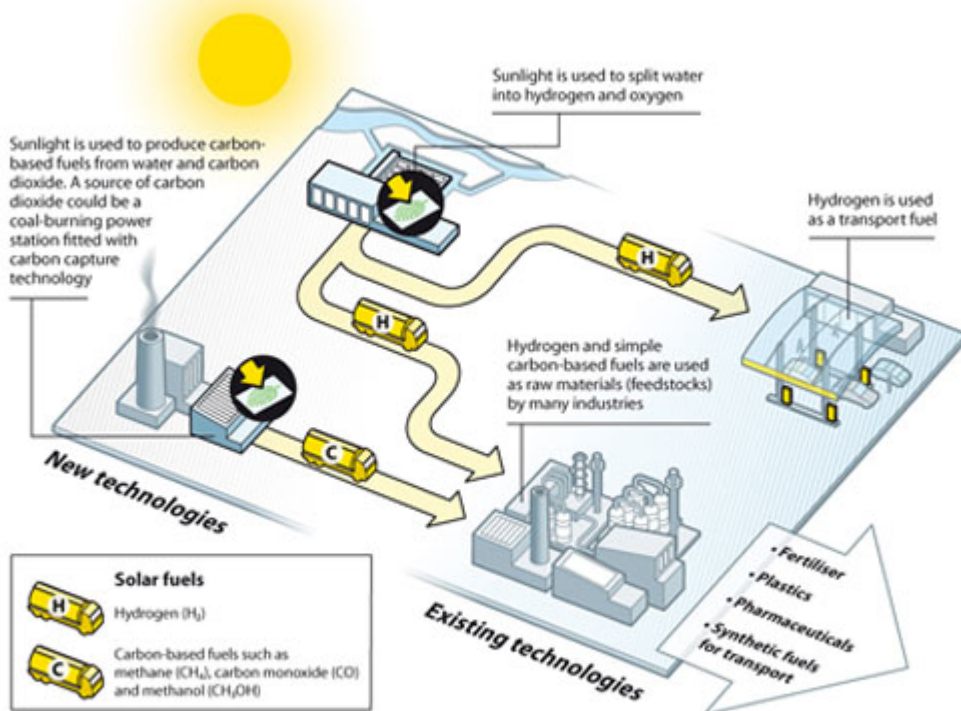 Sunlight is used to split water
into hydrogen and oxygen
Sunlight is used to produce carbon-
based fuels from water and carbon
dioxide. A source of carbon
dioxide could be a
coal-burning power
station fitted with
carbon capture
technology
Hydrogen is used
as a transport fuel
H
H
Hydrogen and simple
carbon-based fuels are used
as raw materials (feedstocks)
by many industries
C
New technologies
Existing technologies
• Fertiliser
• Plastics
• Pharmaceuticals
• Synthetic fuels
for transport
Solar fuels
H
Hydrogen (H₂)
C
Carbon-based fuels such as
methane (CH₄), carbon monoxide (CO)
and methanol (CH₃OH)